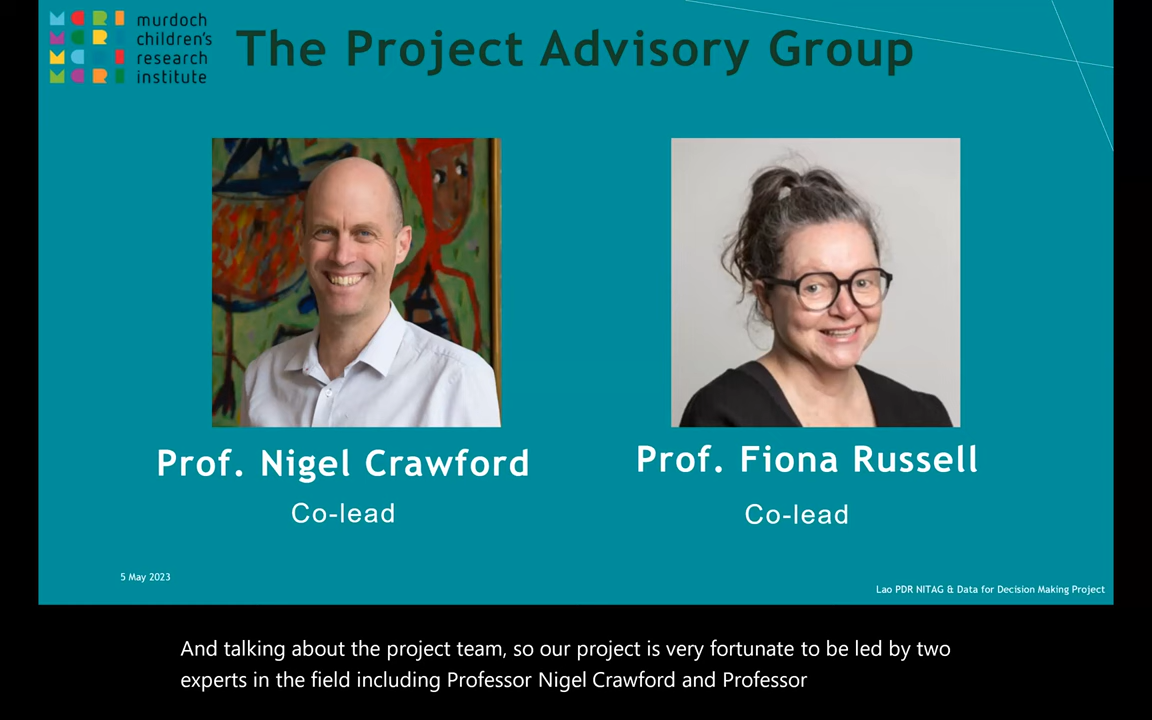 murdoch
children's
research
institute
The Project Advisory Group
Prof. Nigel Crawford
Co-lead
Prof. Fiona Russell
Co-lead
5 May 2023
Lao PDR NITAG & Data for Decision Making Project
And talking about the project team, so our project is very fortunate to be led by two
experts in the field including Professor Nigel Crawford and Professor